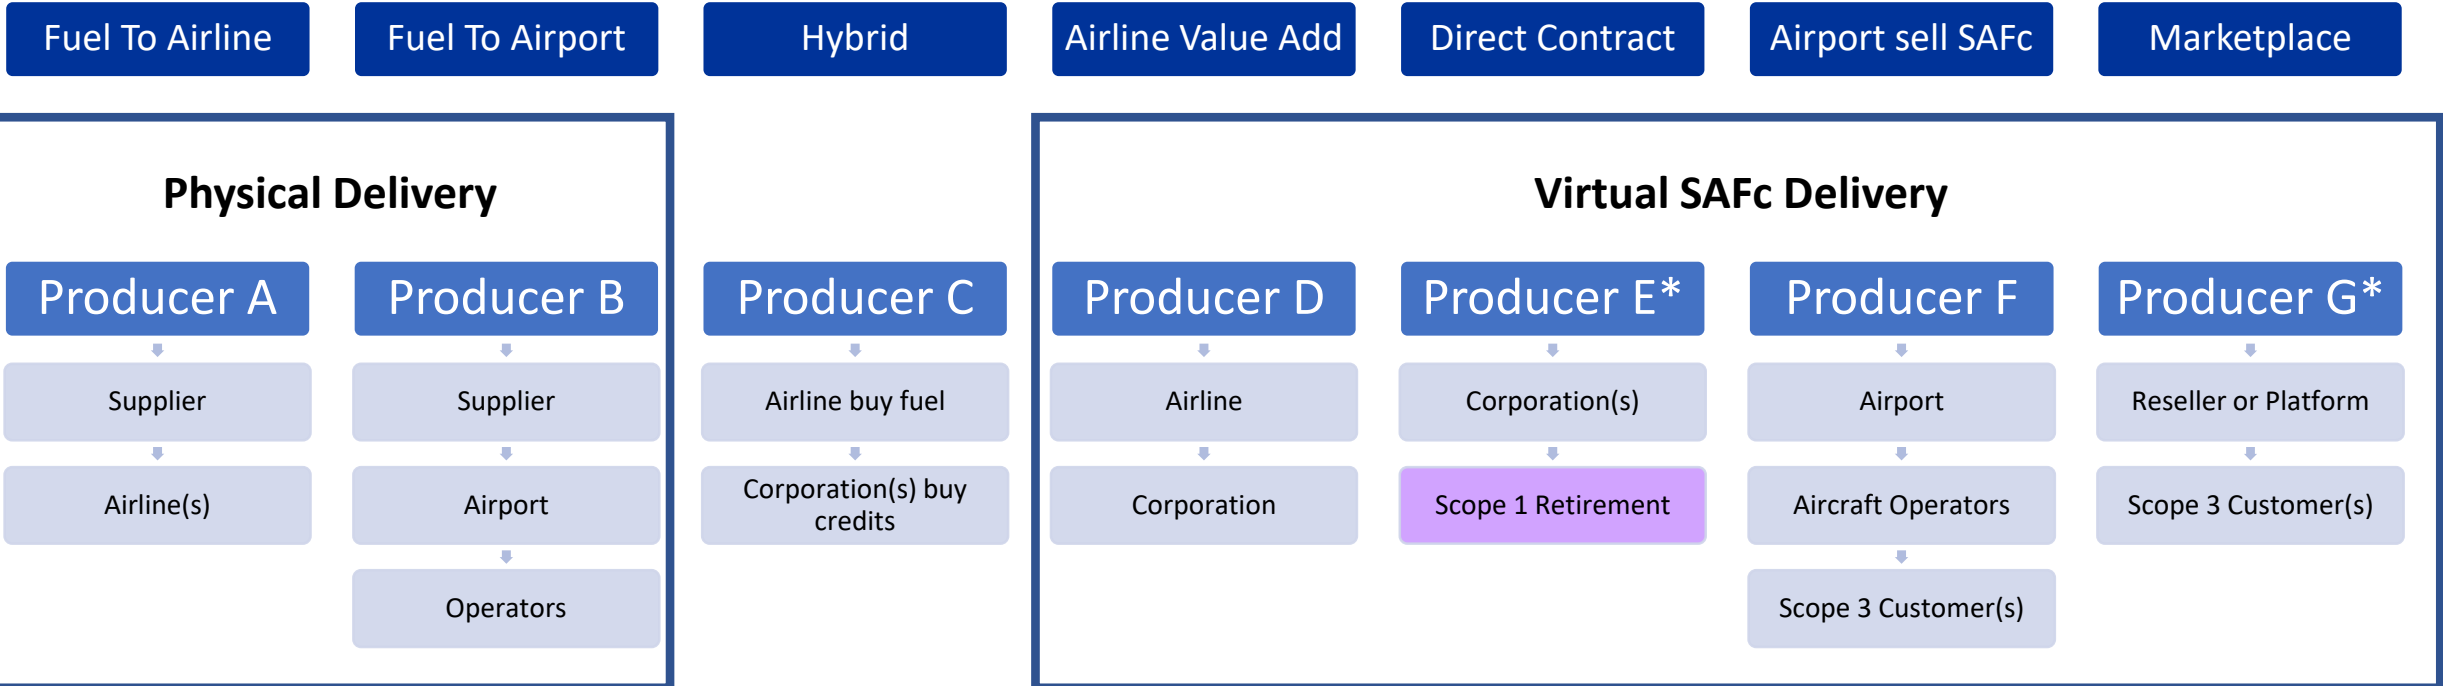 Fuel To Airline
Fuel To Airport
Hybrid
Airline Value Add
Direct Contract
Airport sell SAFc
Marketplace
Physical Delivery
Virtual SAFc Delivery
Producer A
Supplier
Airline(s)
Producer B
Supplier
Airport
Operators
Producer C
Airline buy fuel
Corporation(s) buy
credits
Producer D
Airline
Corporation
Producer E*
Corporation(s)
Scope 1 Retirement
Producer F
Airport
Aircraft Operators
Scope 3 Customer(s)
Producer G*
Reseller or Platform
Scope 3 Customer(s)